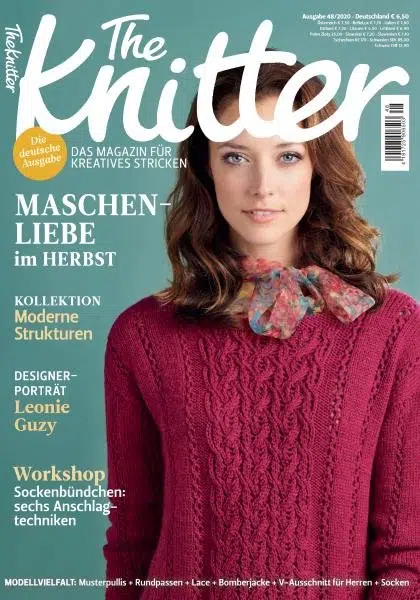 The Knitter
Ausgabe 48/2020 - Deutschland € 6,50
The
Knitter
Die
deutsche
Ausgabe
DAS MAGAZIN FÜR
KREATIVES STRICKEN
MASCHEN-
LIEBE
im HERBST
KOLLEKTION
Moderne
Strukturen
DESIGNER-
PORTRÄT
Leonie
Guzy
Workshop
Sockenbündchen:
sechs Anschlag-
techniken
MODELLVIELFALT: Musterpullis + Rundpassen + Lace + Bomberjacke + V-Ausschnitt für Herren + Socken